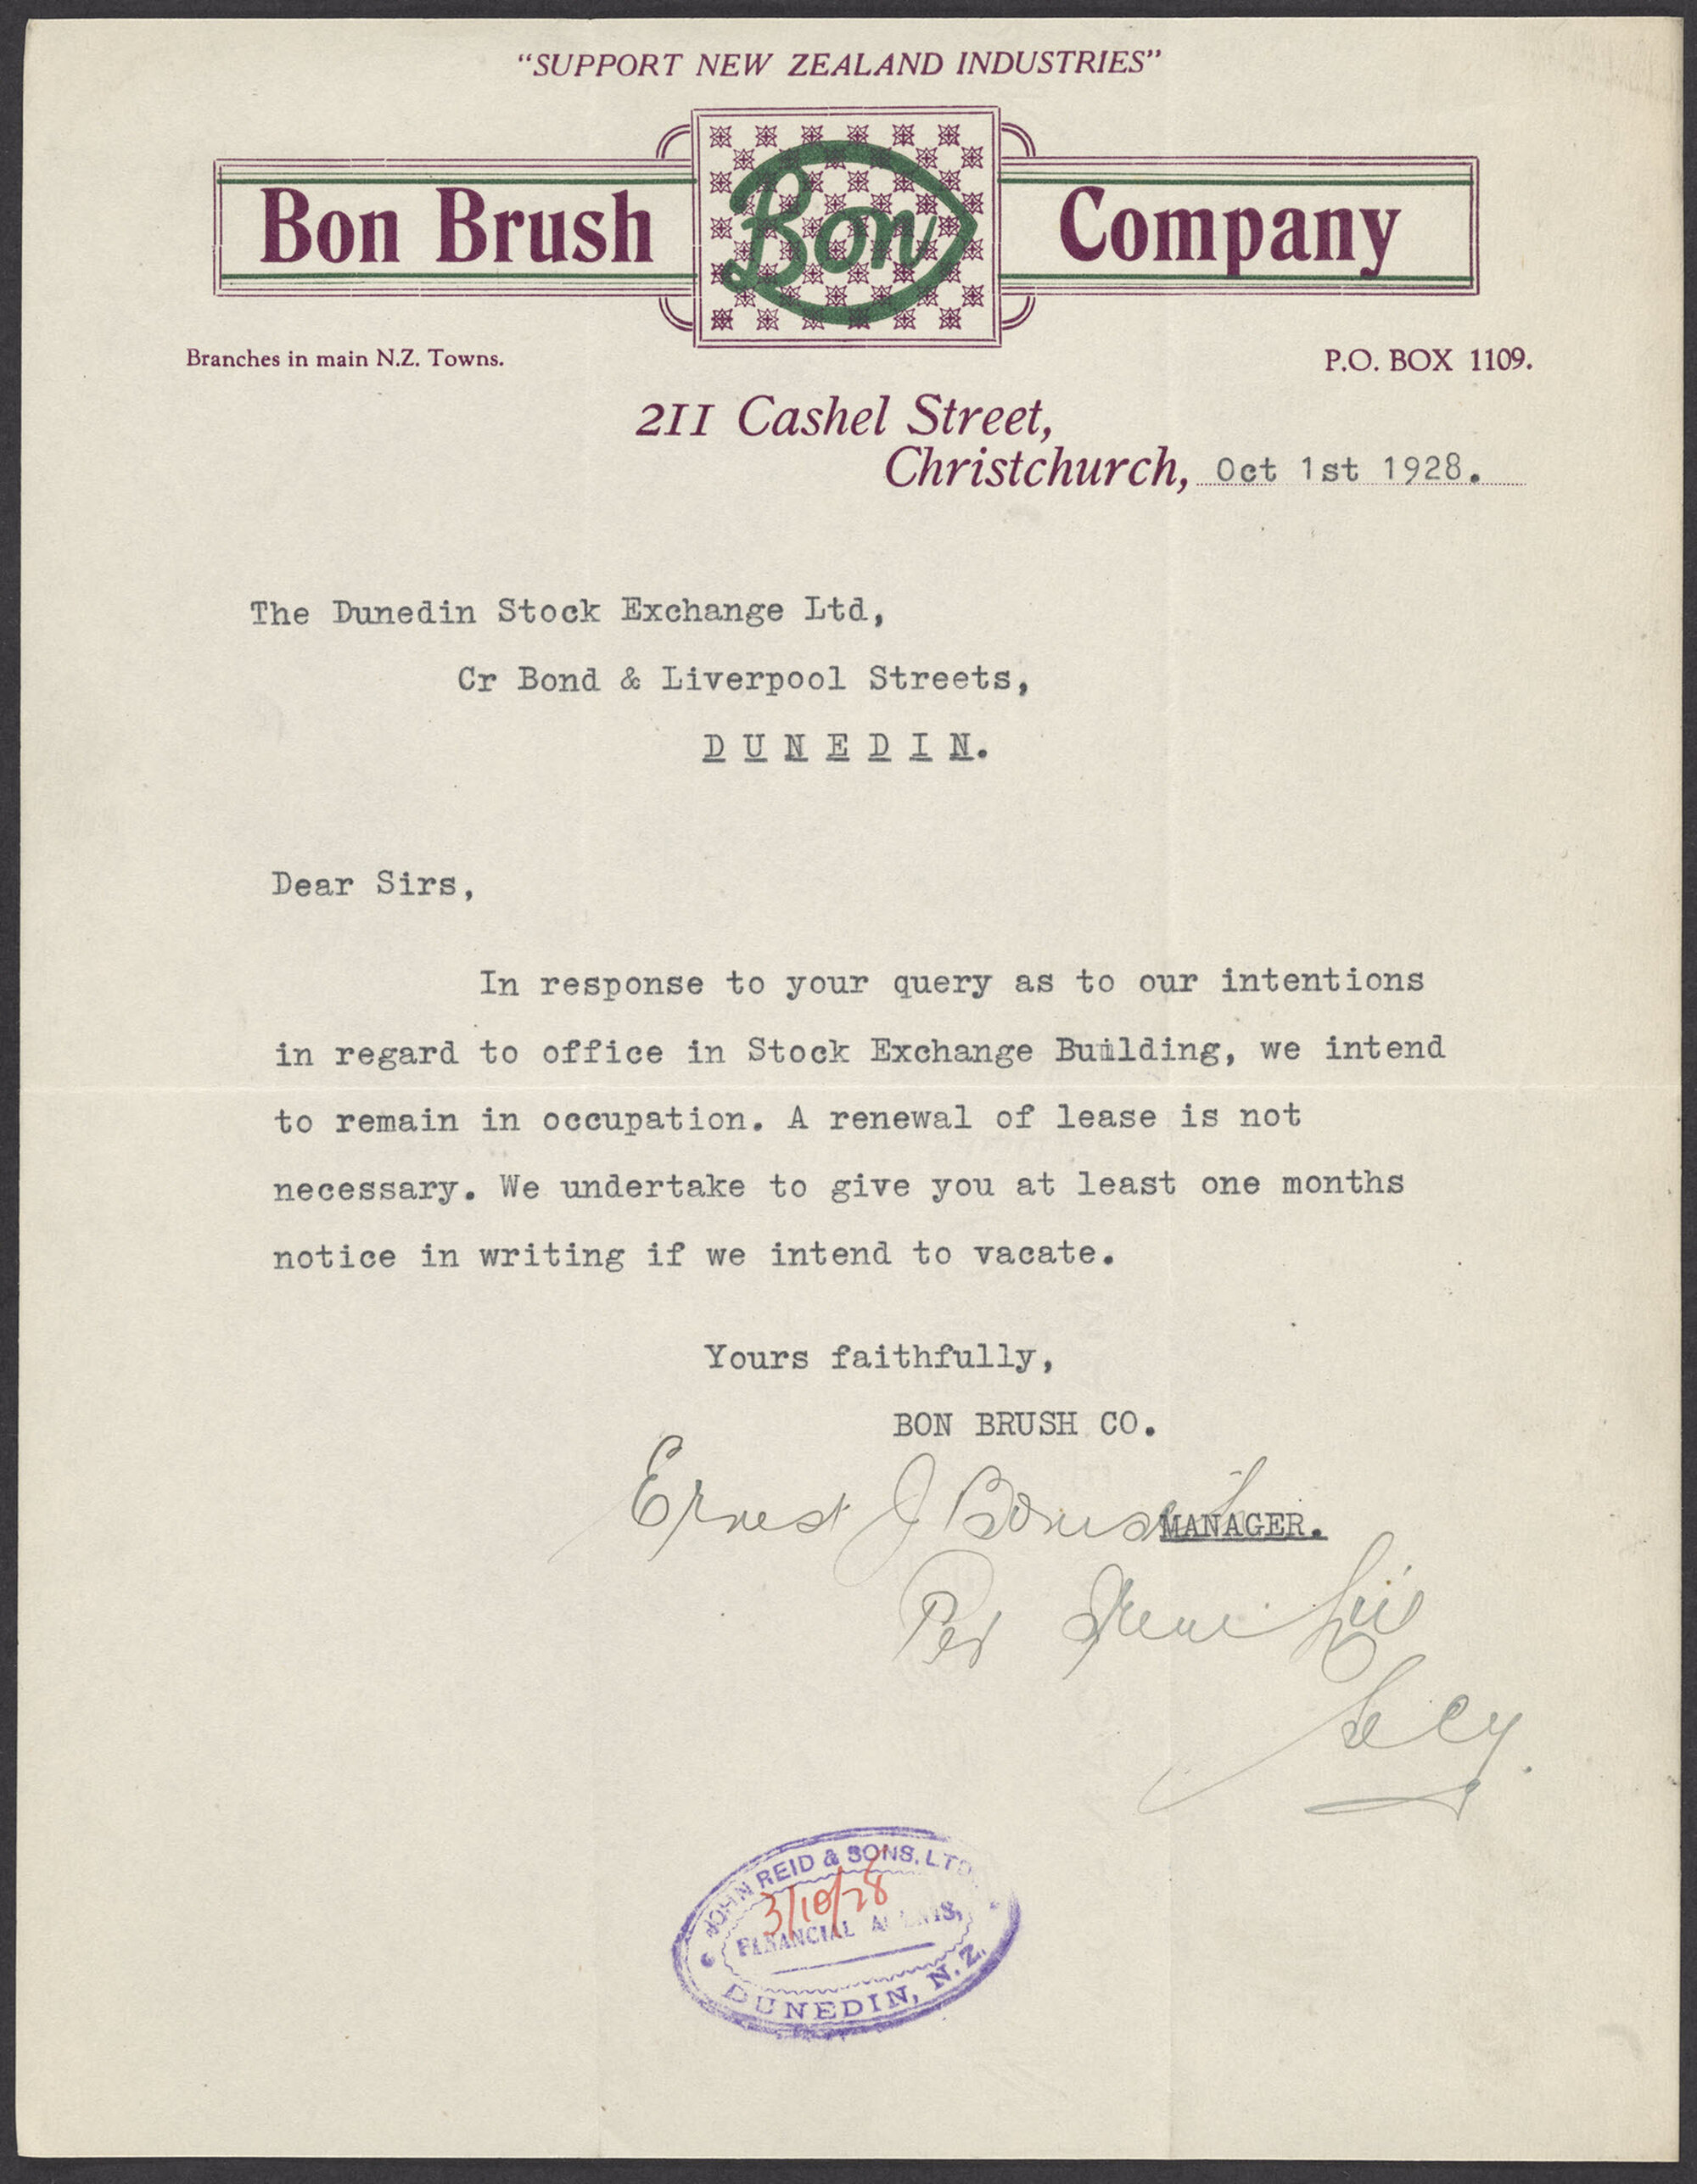 "SUPPORT NEW ZEALAND INDUSTRIES"
Bon Brush Bon Company
Branches in main N.Z. Towns.
P.O. BOX 1109.
211 Cashel Street,
Christchurch, Oct 1st 1928.
The Dunedin Stock Exchange Ltd,
Cr Bond & Liverpool Streets,
D U N E D I N.
Dear Sirs,
In response to your query as to our intentions
in regard to office in Stock Exchange Building, we intend
to remain in occupation. A renewal of lease is not
necessary. We undertake to give you at least one months
notice in writing if we intend to vacate.
Yours faithfully,
BON BRUSH CO.
Ernest J MANAGER.
Per
Secy.
JOHN REID & SONS, LTD.
3/10/28
FINANCIAL AGENTS,
DUNEDIN, N.Z.